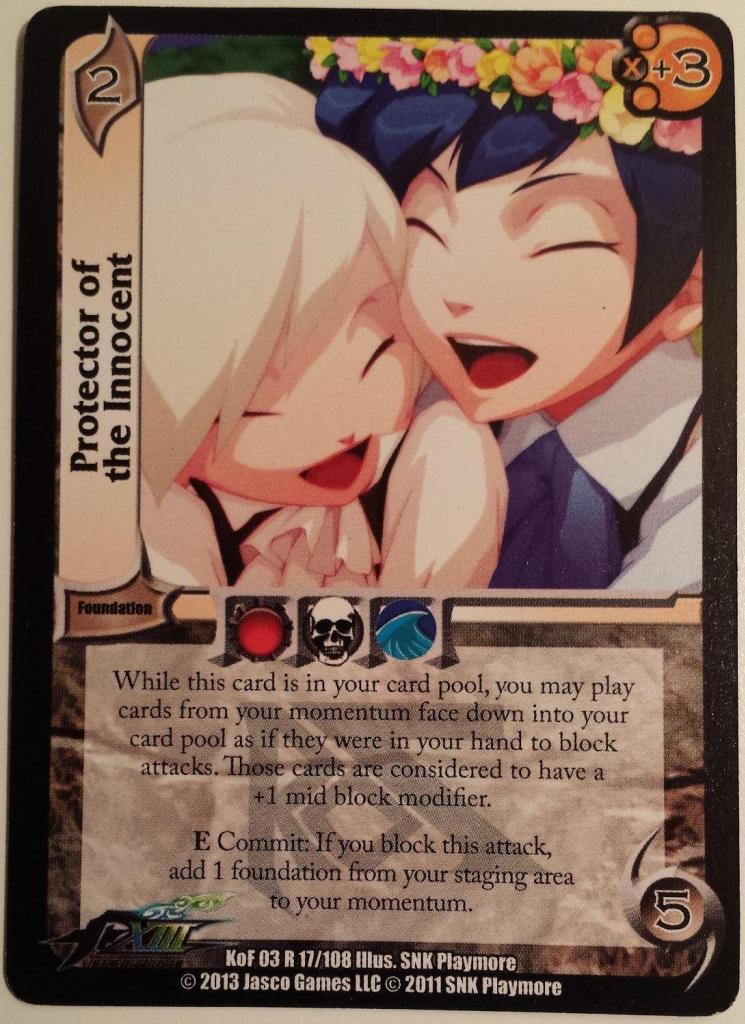 2
X +3
Protector of
the Innocent
Foundation
While this card is in your card pool, you may play
cards from your momentum face down into your
card pool as if they were in your hand to block
attacks. Those cards are considered to have a
+1 mid block modifier.
E Commit: If you block this attack,
add 1 foundation from your staging area
to your momentum.
5
XIII
KoF 03 R 17/108 Illus. SNK Playmore
© 2013 Jasco Games LLC © 2011 SNK Playmore